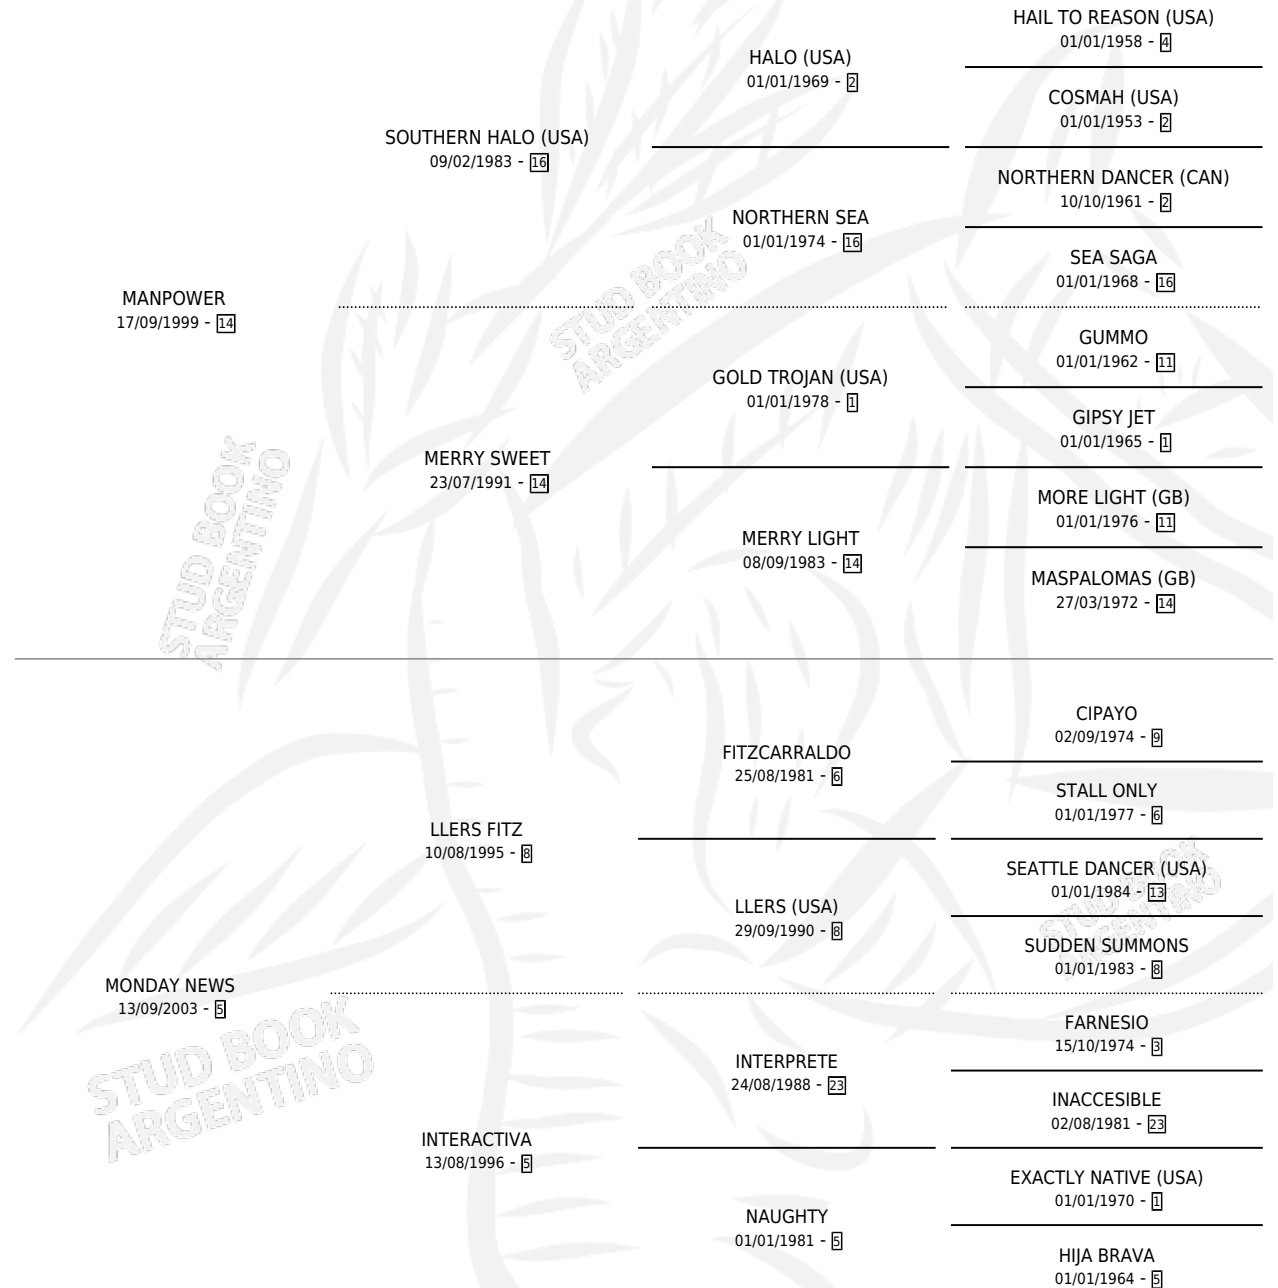 HAIL TO REASON (USA)
01/01/1958 - 4
HALO (USA)
01/01/1969 - 2
COSMAH (USA)
01/01/1953 - 2
SOUTHERN HALO (USA)
09/02/1983 - 16
NORTHERN DANCER (CAN)
10/10/1961 - 2
NORTHERN SEA
01/01/1974 - 16
SEA SAGA
01/01/1968 - 16
MANPOWER
17/09/1999 - 14
GUMMO
01/01/1962 - 11
GOLD TROJAN (USA)
01/01/1978 - 1
GIPSY JET
01/01/1965 - 1
MERRY SWEET
23/07/1991 - 14
MORE LIGHT (GB)
01/01/1976 - 11
MERRY LIGHT
08/09/1983 - 14
MASPALOMAS (GB)
27/03/1972 - 14
CIPAYO
02/09/1974 - 9
FITZCARRALDO
25/08/1981 - 6
STALL ONLY
01/01/1977 - 6
LLERS FITZ
10/08/1995 - 8
SEATTLE DANCER (USA)
01/01/1984 - 13
LLERS (USA)
29/09/1990 - 8
SUDDEN SUMMONS
01/01/1983 - 8
MONDAY NEWS
13/09/2003 - 5
FARNESIO
15/10/1974 - 3
INTERPRETE
24/08/1988 - 23
INACCESIBLE
02/08/1981 - 23
INTERACTIVA
13/08/1996 - 5
EXACTLY NATIVE (USA)
01/01/1970 - 1
NAUGHTY
01/01/1981 - 5
HIJA BRAVA
01/01/1964 - 5
STUD BOOK
ARGENTINO
STUD BOOK
ARGENTINO
STUD BOOK
ARGENTINO
STUD BOOK
ARGENTINO